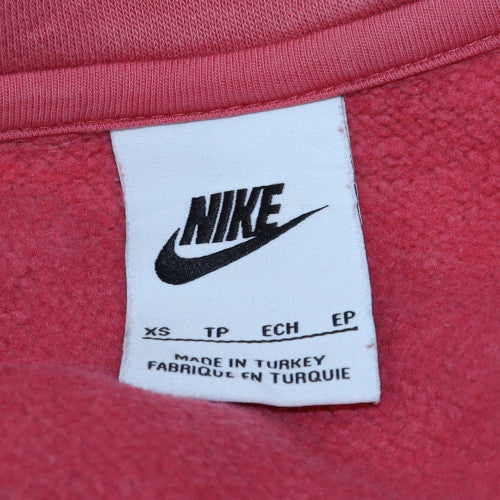 NIKE
XS TP ECH EP
MADE IN TURKEY
FABRIQUE EN TURQUIE